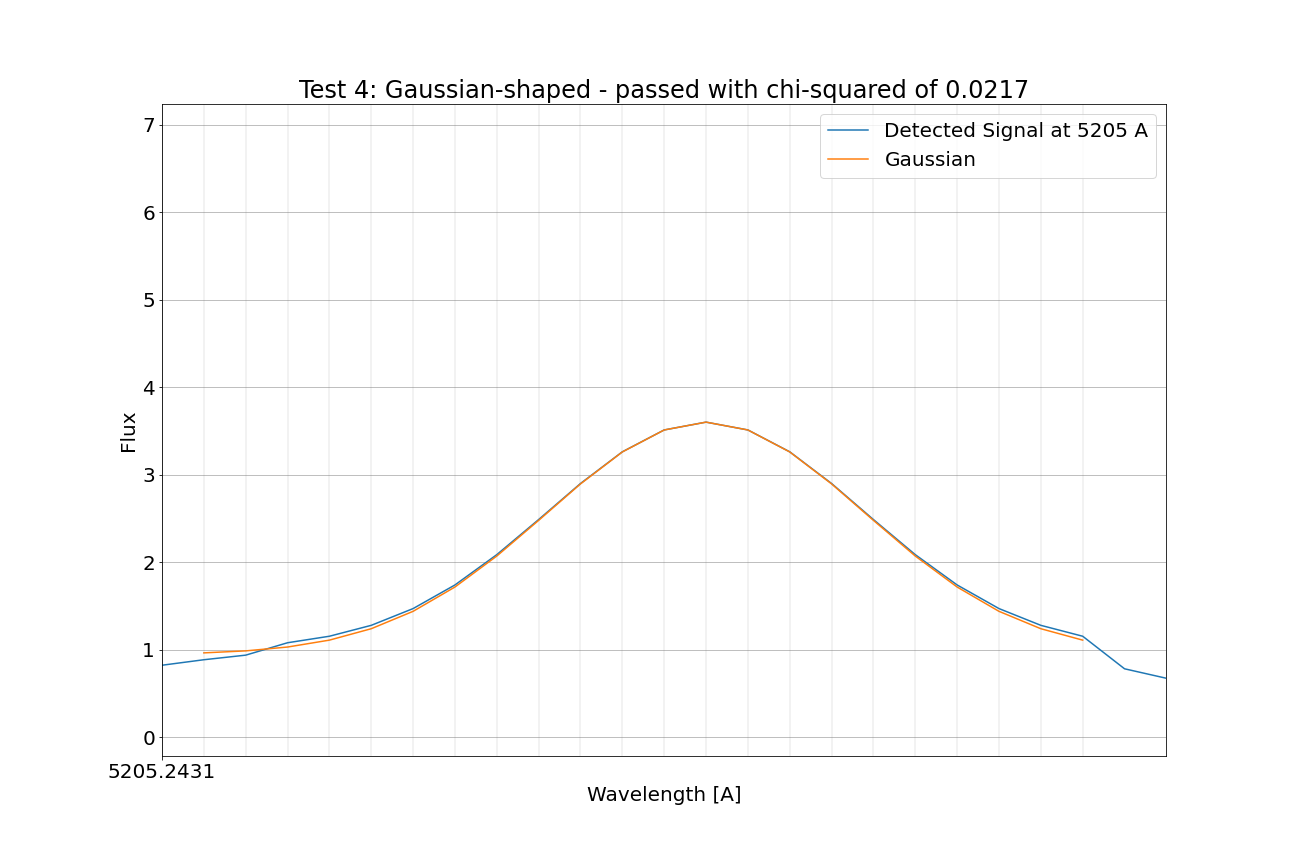 Test 4: Gaussian-shaped - passed with chi-squared of 0.0217
Detected Signal at 5205 A
Gaussian
7
6
5
4
3
2
1
0
Flux
5205.2431
Wavelength [A]